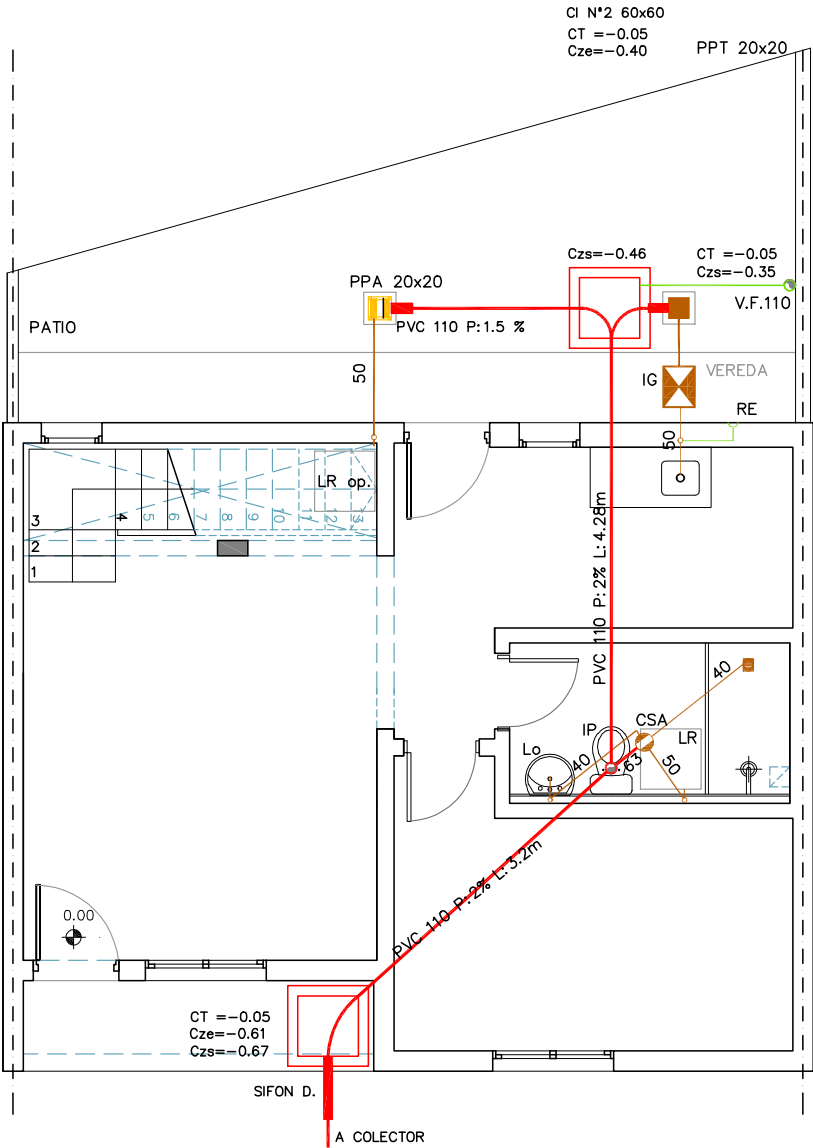 CI N°2 60x60
CT =-0.05
Cze=-0.40
PPT 20x20
Czs=-0.46
CT =-0.05
Czs=-0.35
PPA 20x20
V.F.110
PATIO
PVC 110 P:1.5 %
50
IG
VEREDA
RE
50
LR op.
3
2
1
4
5
6
7
8
9
10
11
12
13
PVC 110 P:2% L:4.28m
40
CSA
IP
LR
Lo
40
63
50
PVC 110 P:2% L:3.2m
0.00
CT =-0.05
Cze=-0.61
Czs=-0.67
SIFON D.
A COLECTOR